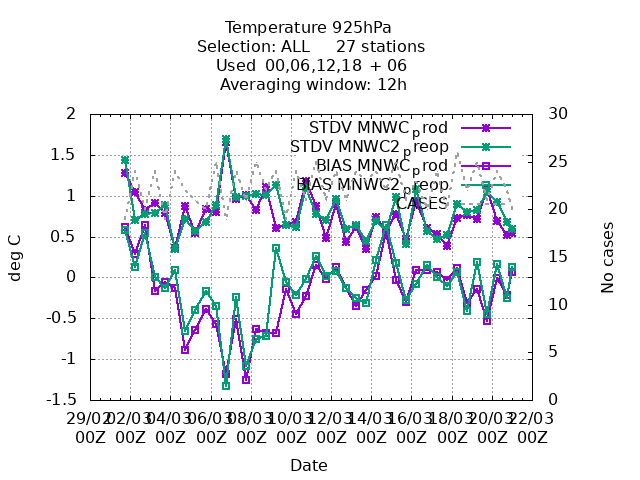 Temperature 925hPa
Selection: ALL 27 stations
Used 00,06,12,18 + 06
Averaging window: 12h
STDV MNWCprod
STDV MNWC2preop
BIAS MNWCprod
BIAS MNWC2preop
CASES
deg C
2
1.5
1
0.5
0
-0.5
-1
-1.5
No cases
30
25
20
15
10
5
0
29/02 02/03 04/03 06/03 08/03 10/03 12/03 14/03 16/03 18/03 20/03 22/03
00Z 00Z 00Z 00Z 00Z 00Z 00Z 00Z 00Z 00Z 00Z 00Z
Date